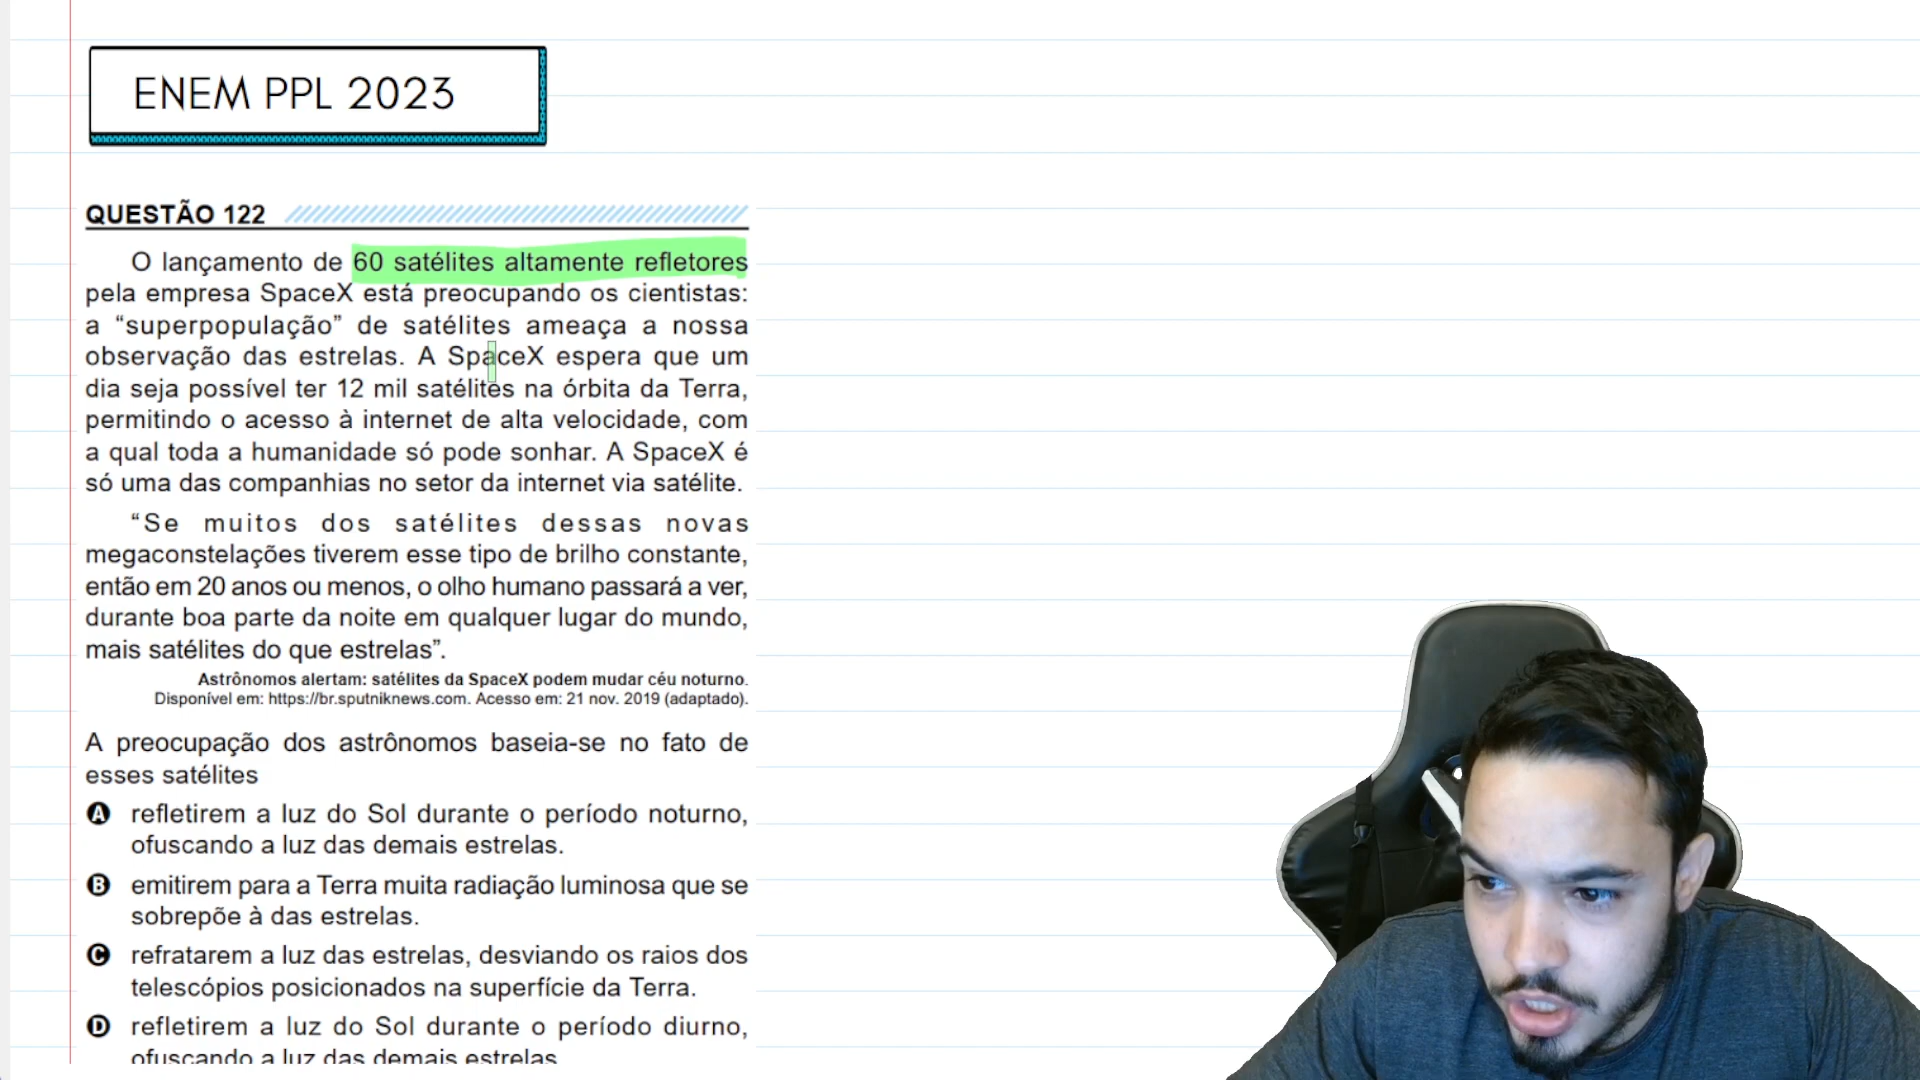 ENEM PPL 2023
QUESTÃO 122
O lançamento de 60 satélites altamente refletores
pela empresa SpaceX está preocupando os cientistas:
a “superpopulação” de satélites ameaça a nossa
observação das estrelas. A SpaceX espera que um
dia seja possível ter 12 mil satélites na órbita da Terra,
permitindo o acesso à internet de alta velocidade, com
a qual toda a humanidade só pode sonhar. A SpaceX é
só uma das companhias no setor da internet via satélite.
“Se muitos dos satélites dessas novas
megaconstelações tiverem esse tipo de brilho constante,
então em 20 anos ou menos, o olho humano passará a ver,
durante boa parte da noite em qualquer lugar do mundo,
mais satélites do que estrelas”.
Astrônomos alertam: satélites da SpaceX podem mudar céu noturno.
Disponível em: https://br.sputniknews.com. Acesso em: 21 nov. 2019 (adaptado).
A preocupação dos astrônomos baseia-se no fato de
esses satélites
A refletirem a luz do Sol durante o período noturno,
ofuscando a luz das demais estrelas.
B emitirem para a Terra muita radiação luminosa que se
sobrepõe à das estrelas.
C refratarem a luz das estrelas, desviando os raios dos
telescópios posicionados na superfície da Terra.
D refletirem a luz do Sol durante o período diurno,
ofuscando a luz das demais estrelas